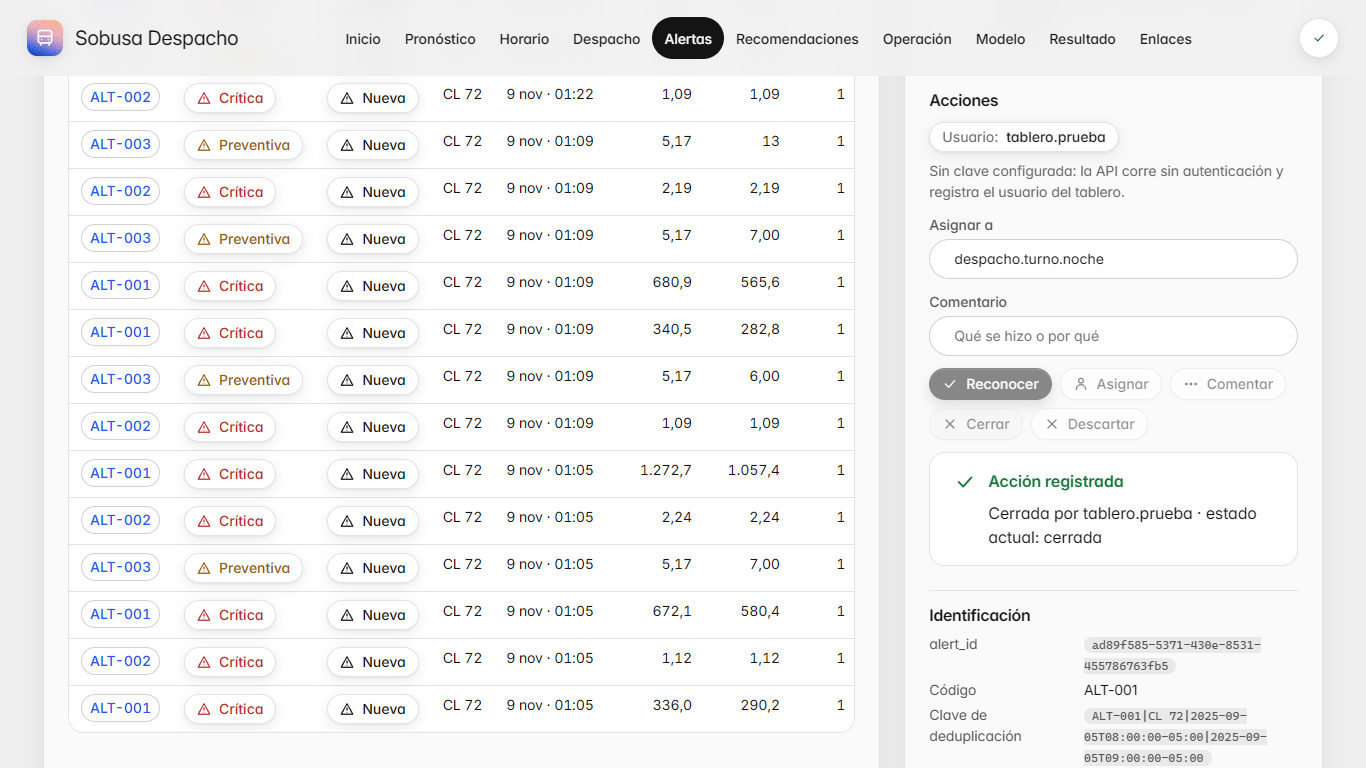 Sobusa Despacho
Inicio Pronóstico Horario Despacho Alertas Recomendaciones Operación Modelo Resultado Enlaces
ALT-002 Crítica Nueva CL 72 9 nov · 01:22 1,09 1,09 1
ALT-003 Preventiva Nueva CL 72 9 nov · 01:09 5,17 13 1
ALT-002 Crítica Nueva CL 72 9 nov · 01:09 2,19 2,19 1
ALT-003 Preventiva Nueva CL 72 9 nov · 01:09 5,17 7,00 1
ALT-001 Crítica Nueva CL 72 9 nov · 01:09 680,9 565,6 1
ALT-001 Crítica Nueva CL 72 9 nov · 01:09 340,5 282,8 1
ALT-003 Preventiva Nueva CL 72 9 nov · 01:09 5,17 6,00 1
ALT-002 Crítica Nueva CL 72 9 nov · 01:09 1,09 1,09 1
ALT-001 Crítica Nueva CL 72 9 nov · 01:05 1.272,7 1.057,4 1
ALT-002 Crítica Nueva CL 72 9 nov · 01:05 2,24 2,24 1
ALT-003 Preventiva Nueva CL 72 9 nov · 01:05 5,17 7,00 1
ALT-001 Crítica Nueva CL 72 9 nov · 01:05 672,1 580,4 1
ALT-002 Crítica Nueva CL 72 9 nov · 01:05 1,12 1,12 1
ALT-001 Crítica Nueva CL 72 9 nov · 01:05 336,0 290,2 1
Acciones
Usuario: tablero.prueba
Sin clave configurada: la API corre sin autenticación y
registra el usuario del tablero.
Asignar a
despacho.turno.noche
Comentario
Qué se hizo o por qué
Reconocer Asignar Comentar
Cerrar Descartar
Acción registrada
Cerrada por tablero.prueba · estado
actual: cerrada
Identificación
alert_id ad89f585-5371-430e-8531-
455786763fb5
Código ALT-001
Clave de ALT-001|CL 72|2025-09-
deduplicación 05T08:00:00-05:00|2025-09-
05T09:00:00-05:00